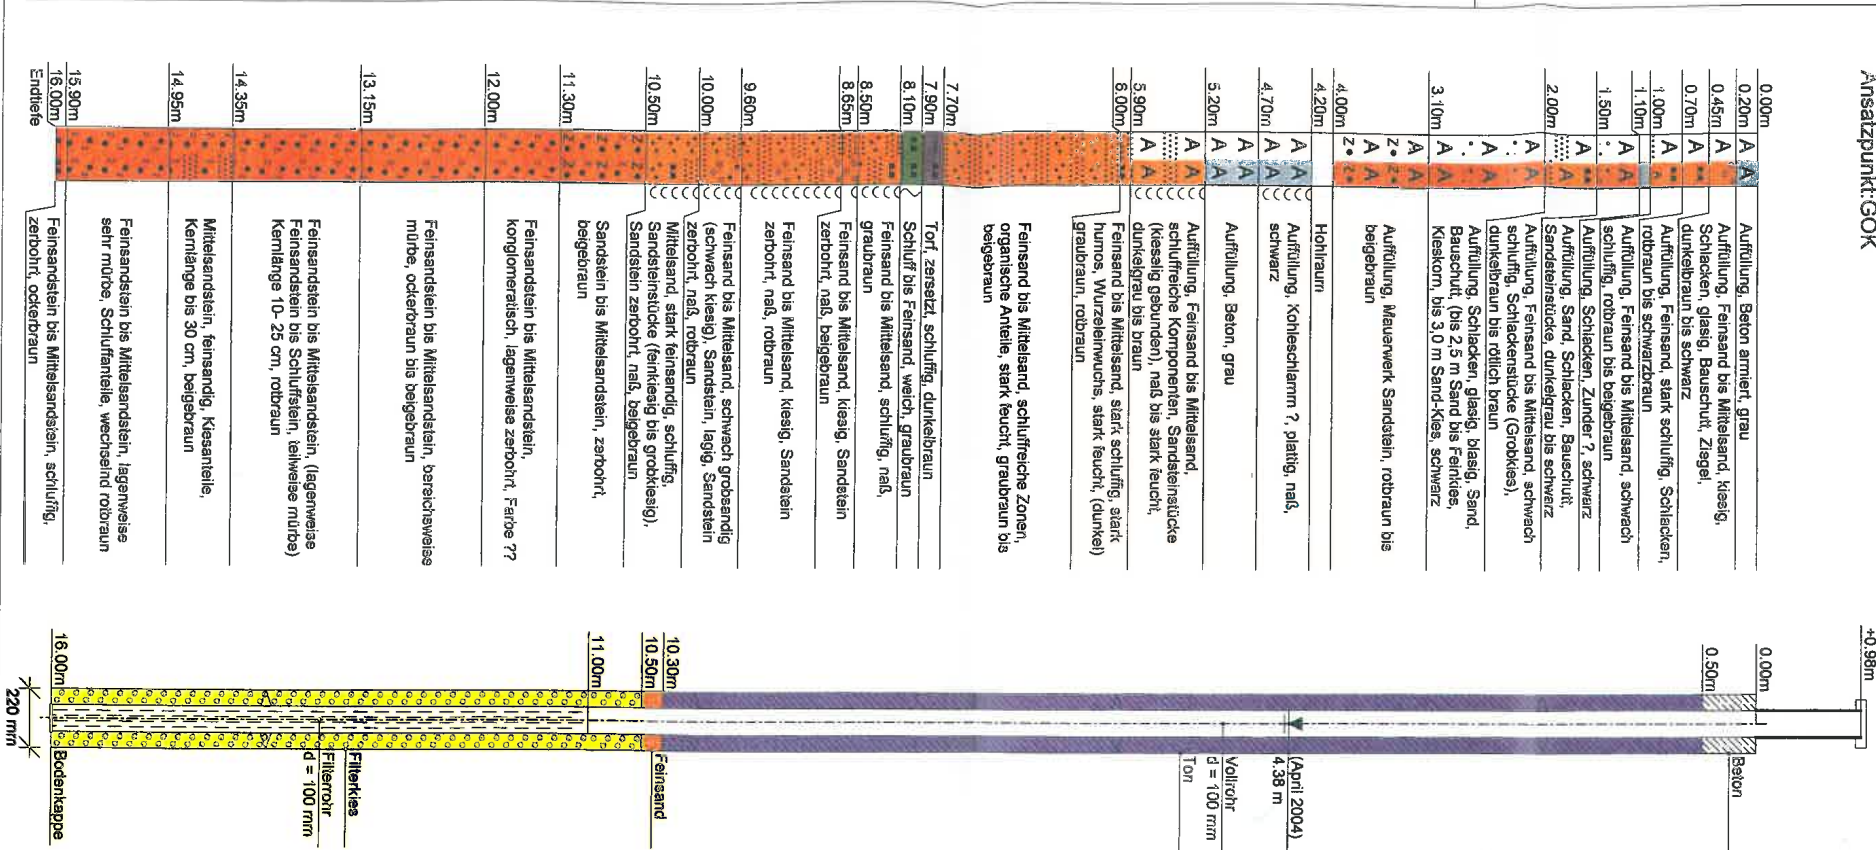 Ansatzpunkt:GOK
0.00m
0.20m
0.45m
0.70m
1.00m
1.10m
1.50m
2.00m
3.10m
4.00m
4.20m
4.70m
5.20m
5.90m
6.00m
7.70m
7.90m
8.10m
8.50m
8.65m
9.60m
10.00m
10.50m
11.30m
12.00m
13.15m
14.35m
14.95m
15.90m
16.00m
Endtiefe
A A
A A
A
A
A
A A
A A
A A
A A
A A
Z• Z•
A A
Z• Z•
A A
A A
A A
A A
A A
A A
Z Z
Z Z
Z Z
Auffüllung, Beton armiert, grau
Auffüllung, Feinsand bis Mittelsand, kiesig,
Schlacken, glasig, Bauschutt, Ziegel,
dunkelbraun bis schwarz
Auffüllung, Feinsand, stark schluffig, Schlacken,
rotbraun bis schwarzbraun
Auffüllung, Feinsand bis Mittelsand, schwach
schluffig, rotbraun bis beigebraun
Auffüllung, Schlacken, Zunder ?, schwarz
Auffüllung, Sand, Schlacken, Bauschutt,
Sandsteinstücke, dunkelgrau bis schwarz
Auffüllung, Feinsand bis Mittelsand, schwach
schluffig, Schlackenstücke (Grobkies),
dunkelbraun bis rötlich braun
Auffüllung, Schlacken, glasig, blasig, Sand,
Bauschutt, (bis 2,5 m Sand bis Feinkies,
Kieskorn, bis 3,0 m Sand-Kies, schwarz
Auffüllung, Mauerwerk Sandstein, rotbraun bis
beigebraun
Hohlraum
Auffüllung, Kohleschlamm ?, plattig, naß,
schwarz
Auffüllung, Beton, grau
Auffüllung, Feinsand bis Mittelsand,
schluffreiche Komponenten, Sandsteinstücke
(kieselig gebunden), naß bis stark feucht,
dunkelgrau bis braun
Feinsand bis Mittelsand, stark schluffig, stark
humos, Wurzeleinwuchs, stark feucht, (dunkel)
graubraun, rotbraun
Feinsand bis Mittelsand, schluffreiche Zonen,
organische Anteile, stark feucht, graubraun bis
beigebraun
Torf, zersetzt, schluffig, dunkelbraun
Schluff bis Feinsand, weich, graubraun
Feinsand bis Mittelsand, schluffig, naß,
graubraun
Feinsand bis Mittelsand, kiesig, Sandstein
zerbohrt, naß, beigebraun
Feinsand bis Mittelsand, kiesig, Sandstein
zerbohrt, naß, rotbraun
Feinsand bis Mittelsand, schwach grobsandig
(schwach kiesig), Sandstein, lagig, Sandstein
zerbohrt, naß, rotbraun
Mittelsand, stark feinsandig, schluffig,
Sandsteinstücke (feinkiesig bis grobkiesig),
Sandstein zerbohrt, naß, beigebraun
Sandstein bis Mittelsandstein, zerbohrt,
beigebraun
Feinsandstein bis Mittelsandstein,
konglomeratisch, lagenweise zerbohrt, Farbe ??
Feinsandstein bis Mittelsandstein, bereichsweise
mürbe, ockerbraun bis beigebraun
Feinsandstein bis Mittelsandstein, (lagenweise
Feinsandstein bis Schluffstein, teilweise mürbe)
Kernlänge 10- 25 cm, rotbraun
Mittelsandstein, feinsandig, Kiesanteile,
Kernlänge bis 30 cm, beigebraun
Feinsandstein bis Mittelsandstein, lagenweise
sehr mürbe, Schluffanteile, wechselnd rotbraun
Feinsandstein bis Mittelsandstein, schluffig,
zerbohrt, ockerbraun
+0.98m
0.00m
0.50m
10.30m
10.50m
11.00m
16.00m
220 mm
Beton
(April 2004)
4.38 m
Vollrohr
d = 100 mm
Ton
Feinsand
Filterkies
Filterrohr
d = 100 mm
Bodenkappe